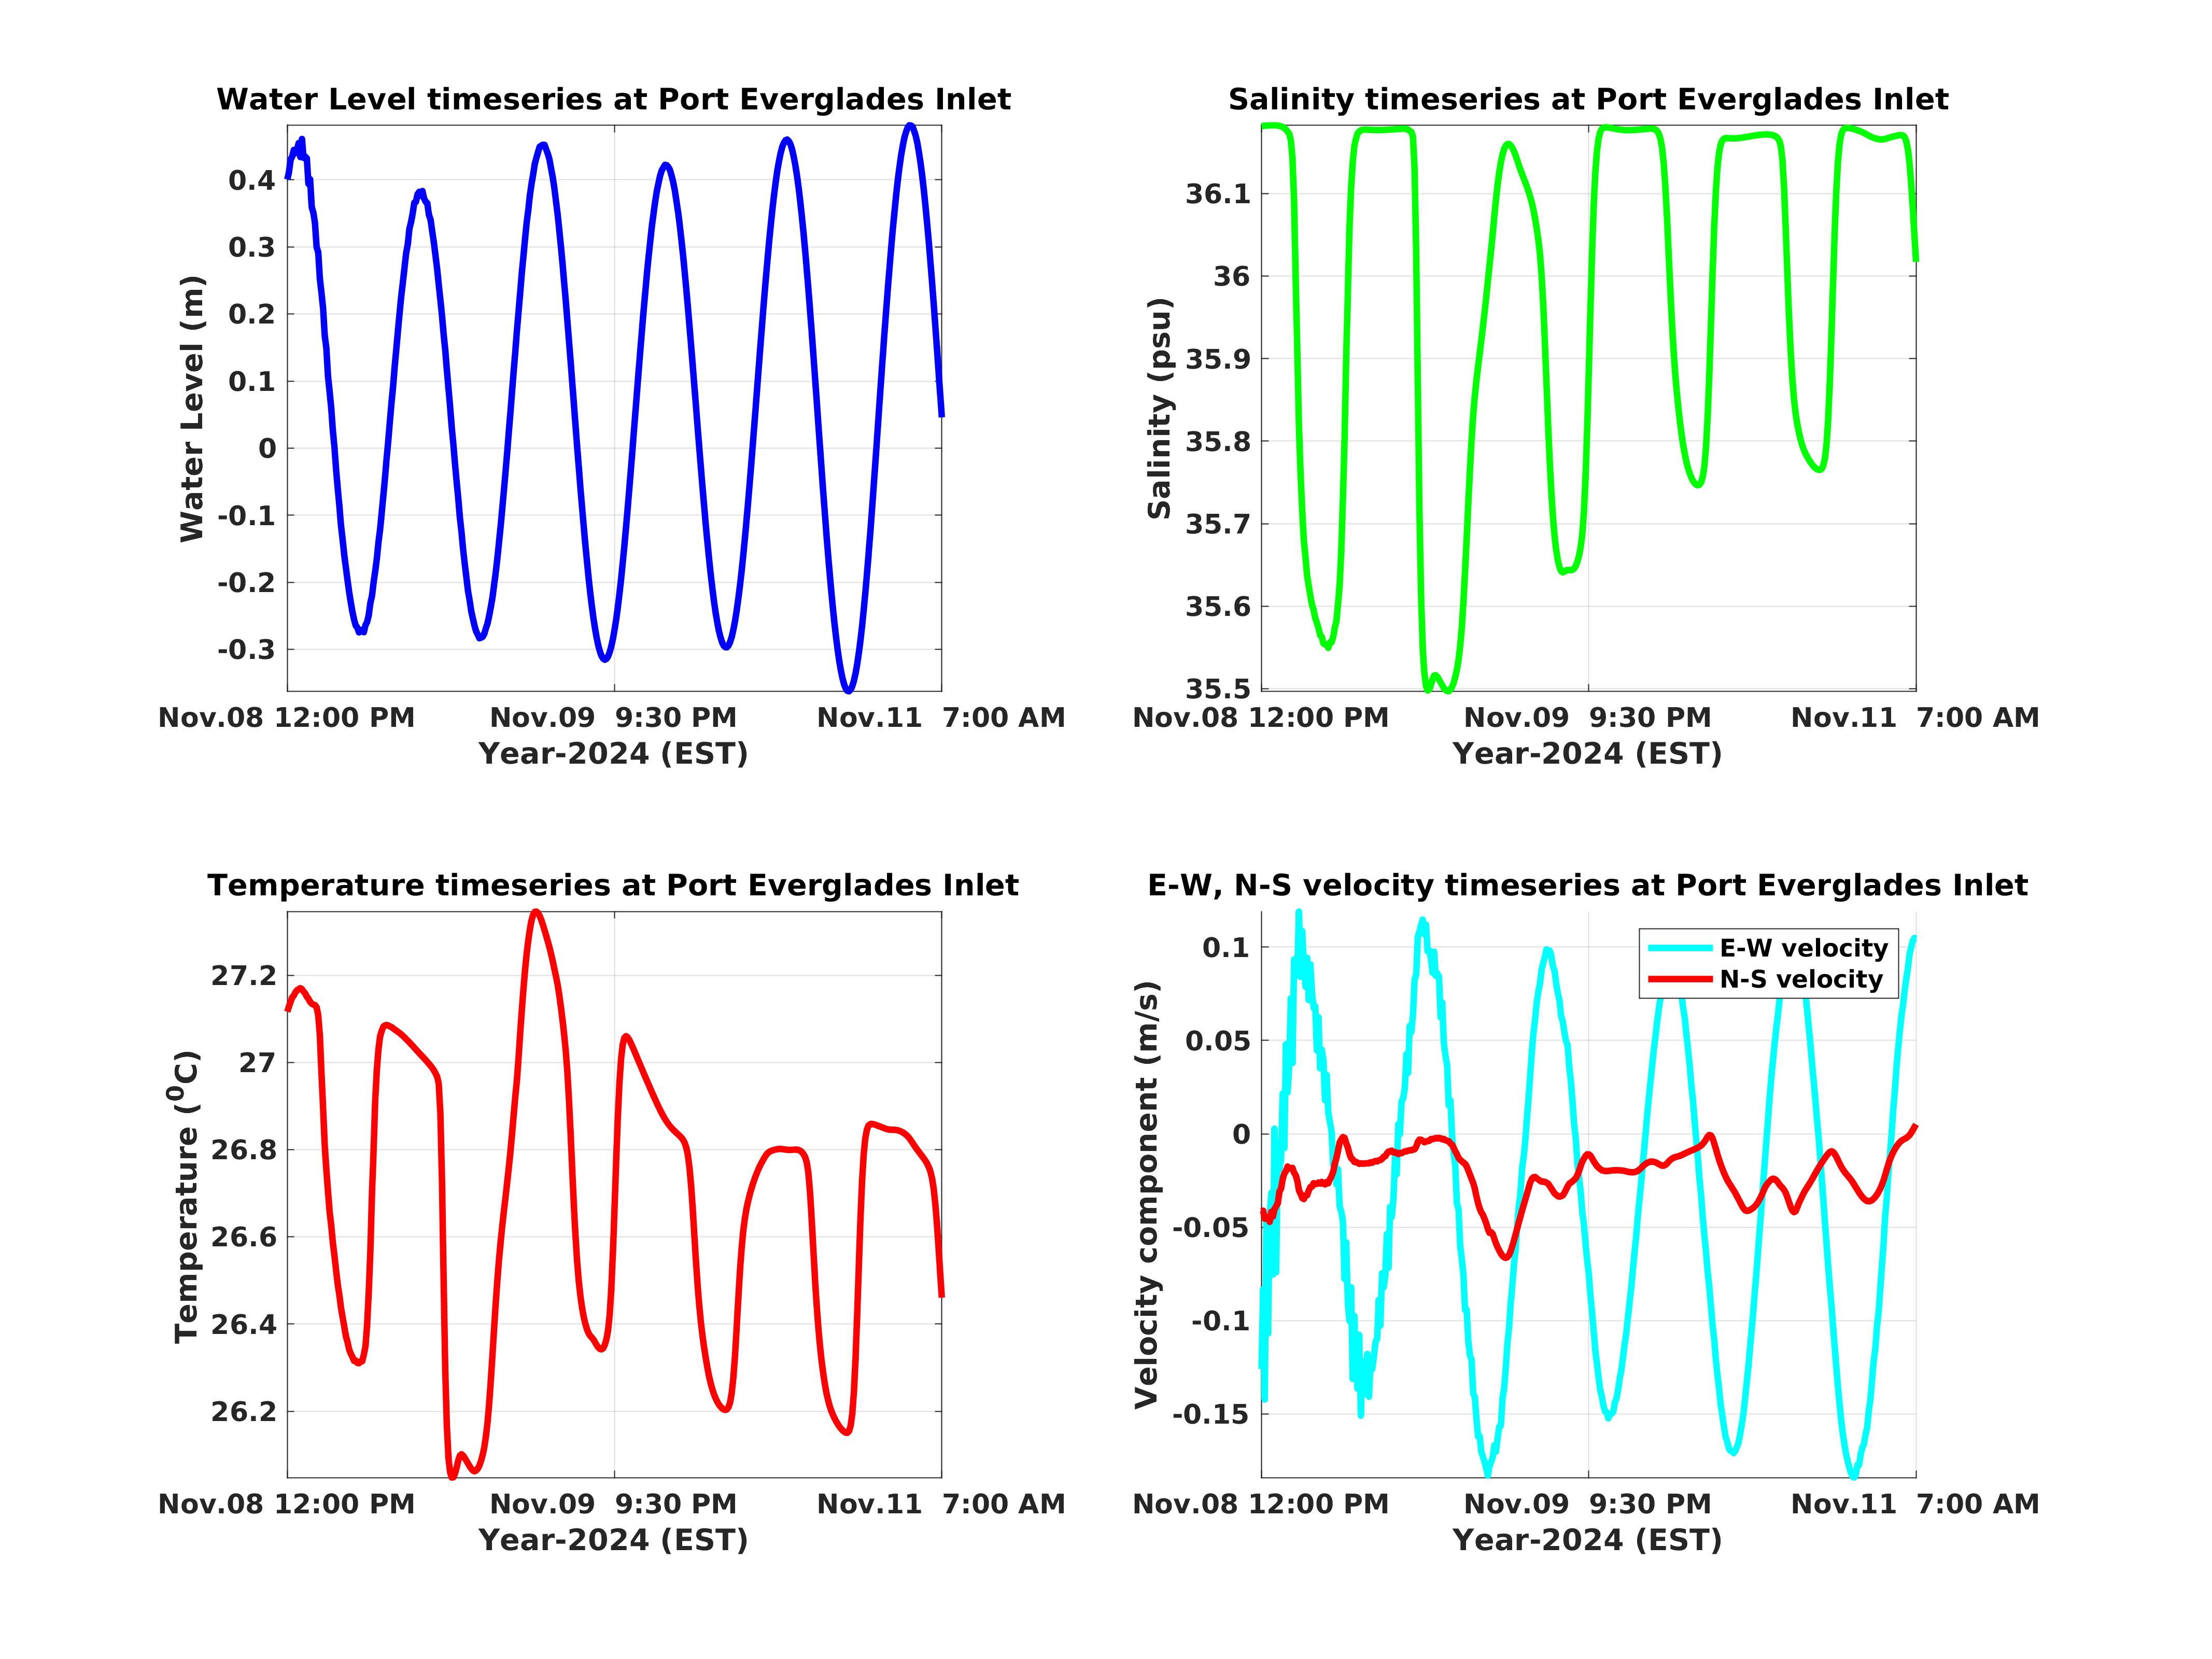 Water Level timeseries at Port Everglades Inlet
Water Level (m)
0.4
0.3
0.2
0.1
0
-0.1
-0.2
-0.3
Nov.08 12:00 PM Nov.09 9:30 PM Nov.11 7:00 AM
Year-2024 (EST)
Salinity timeseries at Port Everglades Inlet
Salinity (psu)
36.1
36
35.9
35.8
35.7
35.6
35.5
Nov.08 12:00 PM Nov.09 9:30 PM Nov.11 7:00 AM
Year-2024 (EST)
Temperature timeseries at Port Everglades Inlet
Temperature (⁰C)
27.2
27
26.8
26.6
26.4
26.2
Nov.08 12:00 PM Nov.09 9:30 PM Nov.11 7:00 AM
Year-2024 (EST)
E-W, N-S velocity timeseries at Port Everglades Inlet
Velocity component (m/s)
0.1
0.05
0
-0.05
-0.1
-0.15
E-W velocity
N-S velocity
Nov.08 12:00 PM Nov.09 9:30 PM Nov.11 7:00 AM
Year-2024 (EST)